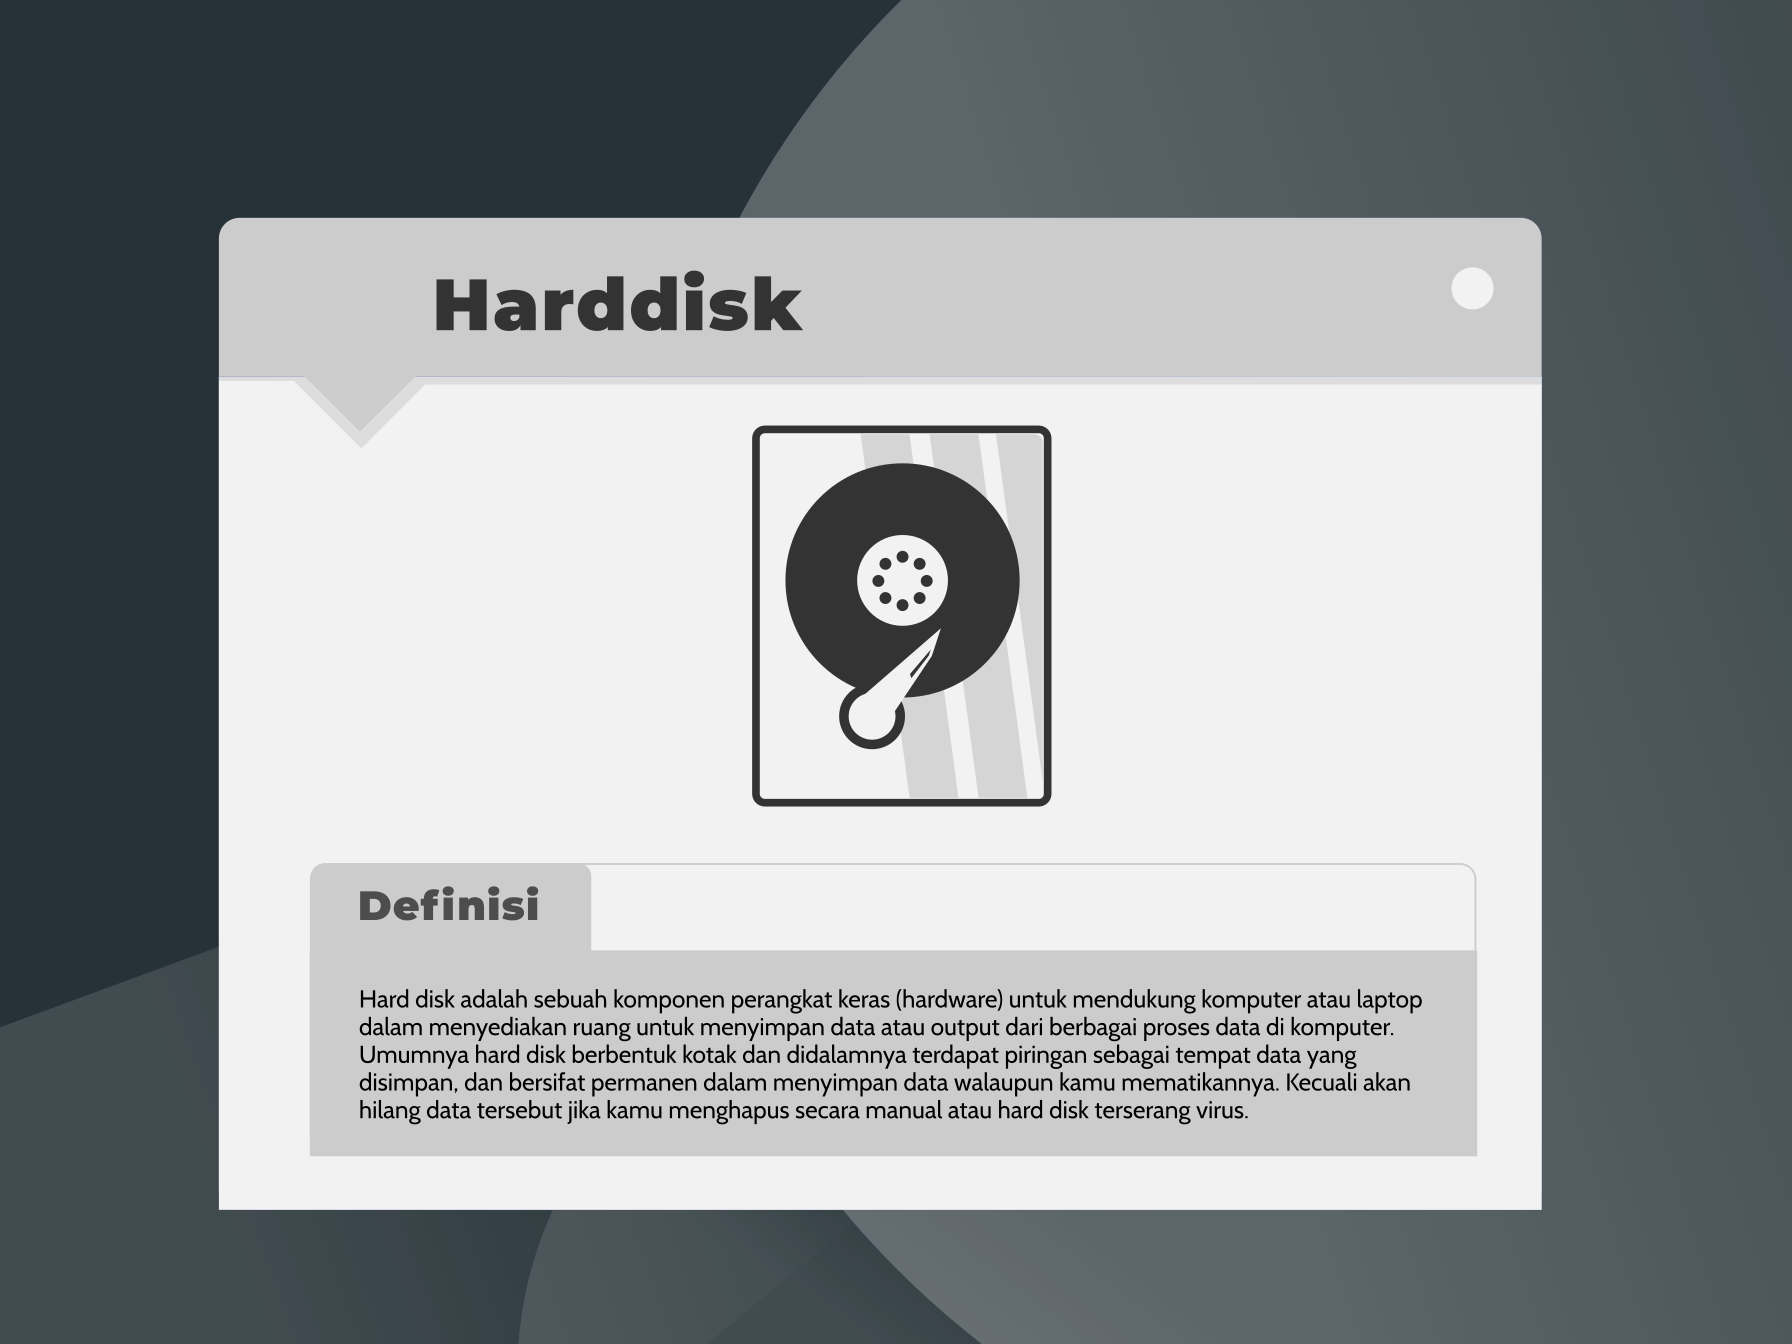 Harddisk
Definisi
Hard disk adalah sebuah komponen perangkat keras (hardware) untuk mendukung komputer atau laptop
dalam menyediakan ruang untuk menyimpan data atau output dari berbagai proses data di komputer.
Umumnya hard disk berbentuk kotak dan didalamnya terdapat piringan sebagai tempat data yang
disimpan, dan bersifat permanen dalam menyimpan data walaupun kamu mematikannya. Kecuali akan
hilang data tersebut jika kamu menghapus secara manual atau hard disk terserang virus.